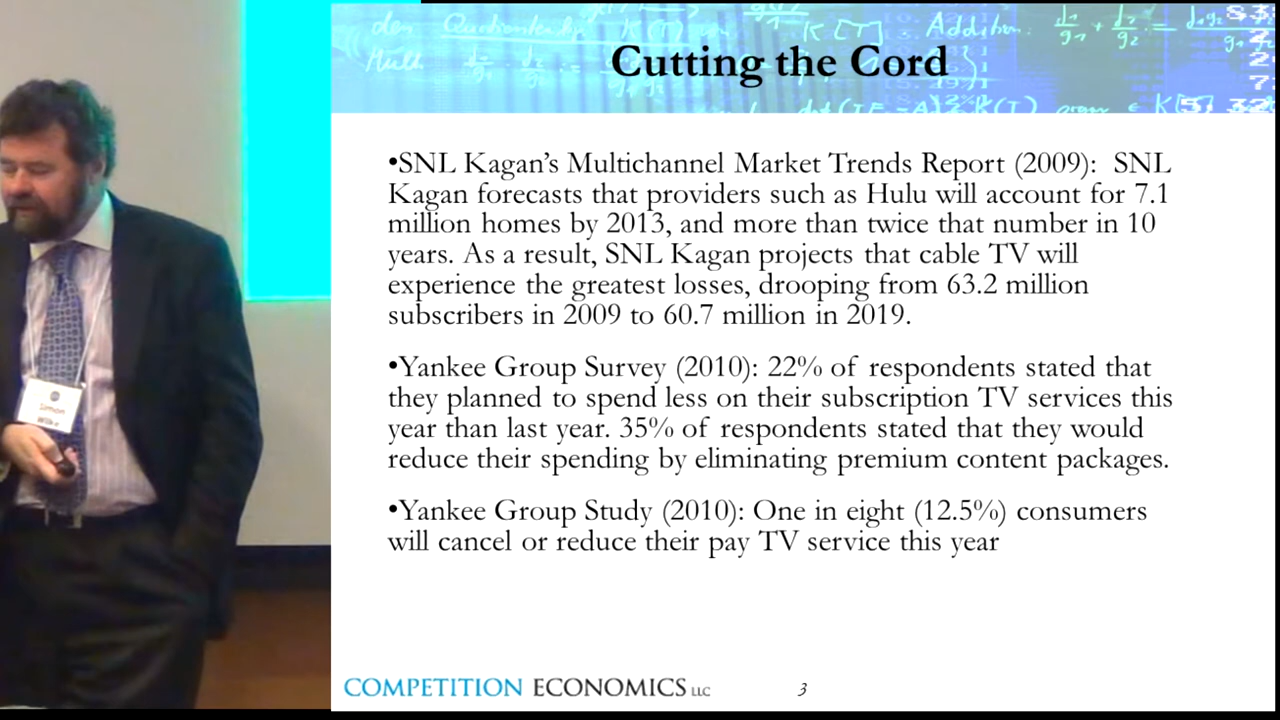 Cutting the Cord
•SNL Kagan's Multichannel Market Trends Report (2009): SNL
Kagan forecasts that providers such as Hulu will account for 7.1
million homes by 2013, and more than twice that number in 10
years. As a result, SNL Kagan projects that cable TV will
experience the greatest losses, drooping from 63.2 million
subscribers in 2009 to 60.7 million in 2019.
•Yankee Group Survey (2010): 22% of respondents stated that
they planned to spend less on their subscription TV services this
year than last year. 35% of respondents stated that they would
reduce their spending by eliminating premium content packages.
•Yankee Group Study (2010): One in eight (12.5%) consumers
will cancel or reduce their pay TV service this year
COMPETITION ECONOMICS LLC
3
Simon